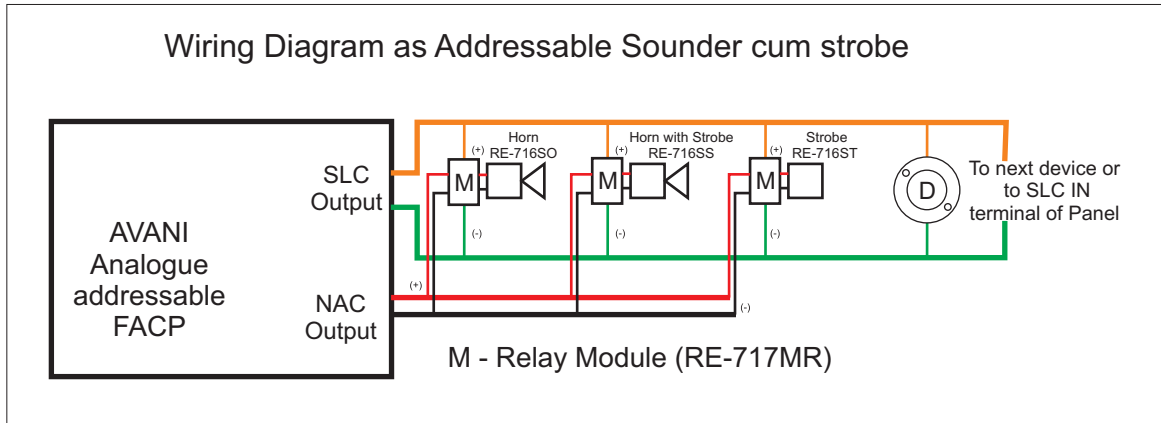 Wiring Diagram as Addressable Sounder cum strobe
AVANI
Analogue
addressable
FACP
SLC
Output
NAC
Output
Horn
RE-716SO
(+)
M
(-)
Horn with Strobe
RE-716SS
(+)
M
(-)
Strobe
RE-716ST
(+)
M
(-)
D
To next device or
to SLC IN
terminal of Panel
(+)
(-)
M - Relay Module (RE-717MR)